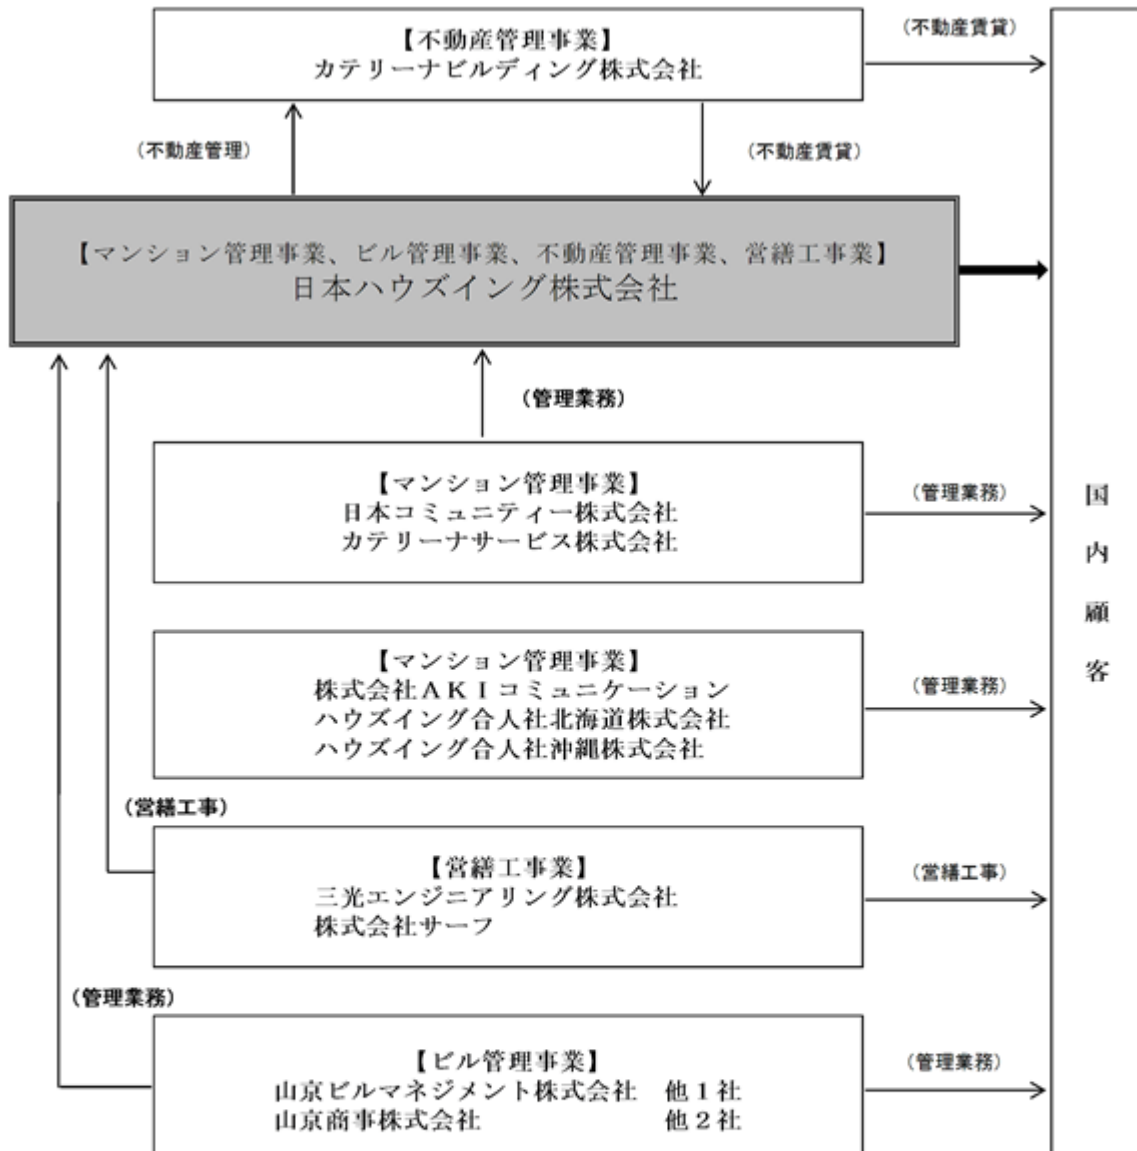 【不動産管理事業】
カテリーナビルディング株式会社
(不動産賃貸)
(不動産管理)
(不動産賃貸)
【マンション管理事業、ビル管理事業、不動産管理事業、営繕工事業】
日本ハウズイング株式会社
(管理業務)
【マンション管理事業】
日本コミュニティー株式会社
カテリーナサービス株式会社
(管理業務)
【マンション管理事業】
株式会社AKIコミュニケーション
ハウズイング合人社北海道株式会社
ハウズイング合人社沖縄株式会社
(管理業務)
(営繕工事)
【営繕工事業】
三光エンジニアリング株式会社
株式会社サーフ
(営繕工事)
(管理業務)
【ビル管理事業】
山京ビルマネジメント株式会社 他1社
山京商事株式会社 他2社
(管理業務)
国内顧客